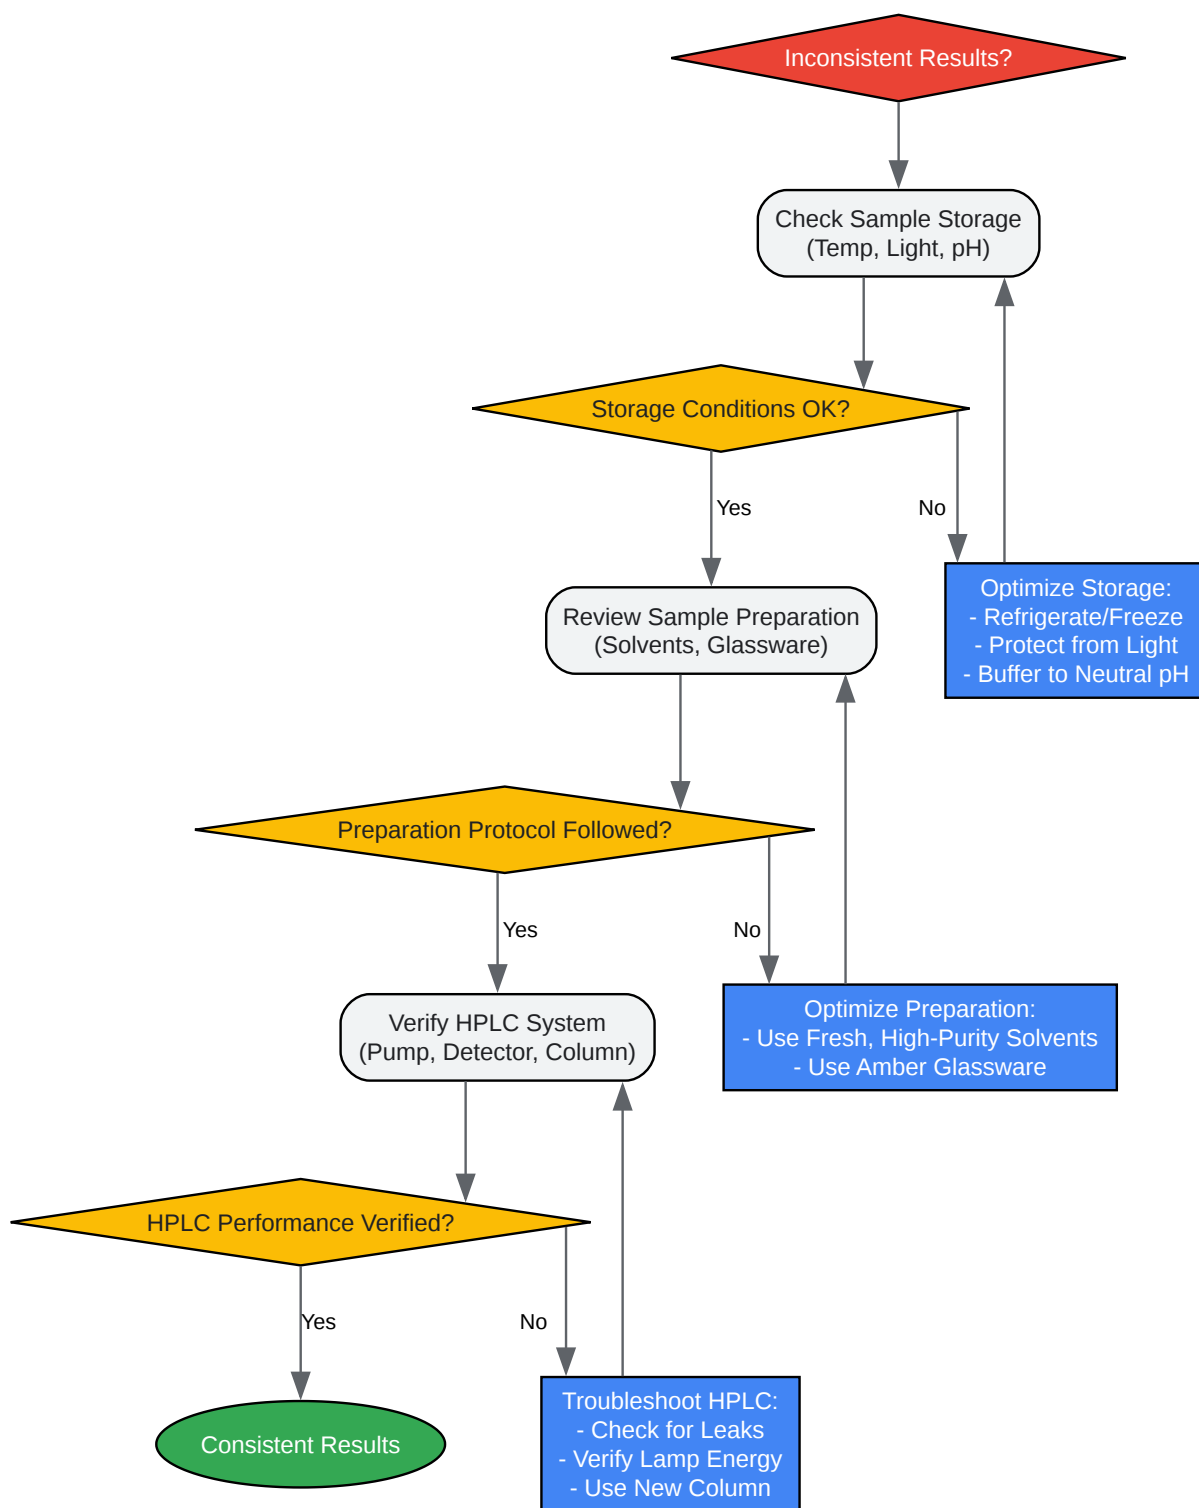 Inconsistent Results?
Check Sample Storage
(Temp, Light, pH)
Storage Conditions OK?
Yes
No
Optimize Storage:
- Refrigerate/Freeze
- Protect from Light
- Buffer to Neutral pH
Review Sample Preparation
(Solvents, Glassware)
Preparation Protocol Followed?
Yes
No
Optimize Preparation:
- Use Fresh, High-Purity Solvents
- Use Amber Glassware
Verify HPLC System
(Pump, Detector, Column)
HPLC Performance Verified?
Yes
No
Troubleshoot HPLC:
- Check for Leaks
- Verify Lamp Energy
- Use New Column
Consistent Results